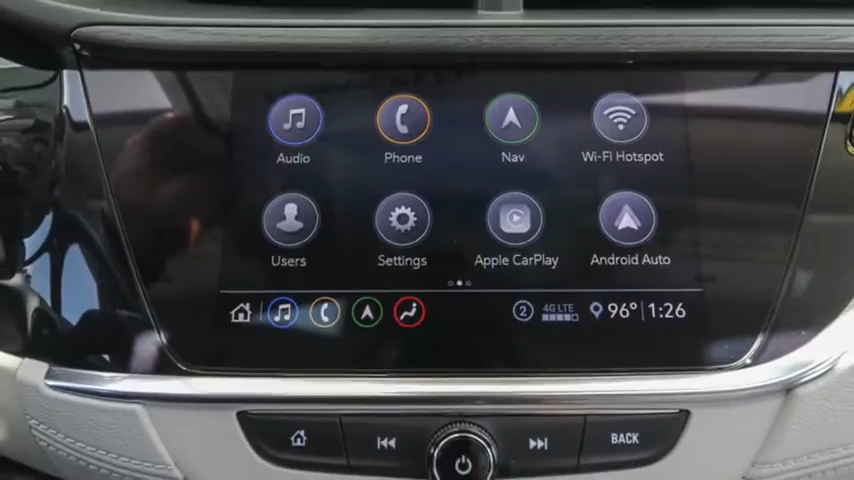 Audio Phone Nav Wi-Fi Hotspot
Users Settings Apple CarPlay Android Auto
2 4G LTE 96° 1:26
BACK